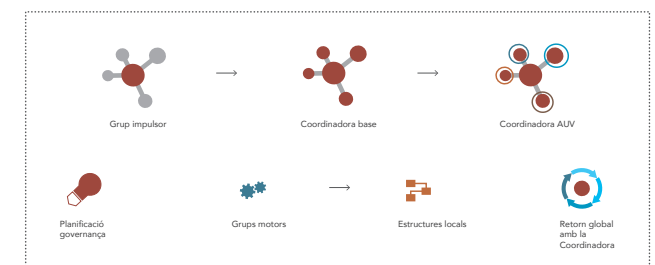 Grup impulsor
Coordinadora base
Coordinadora AUV
Planificació
governança
Grups motors
Estructures locals
Retorn global
amb la
Coordinadora